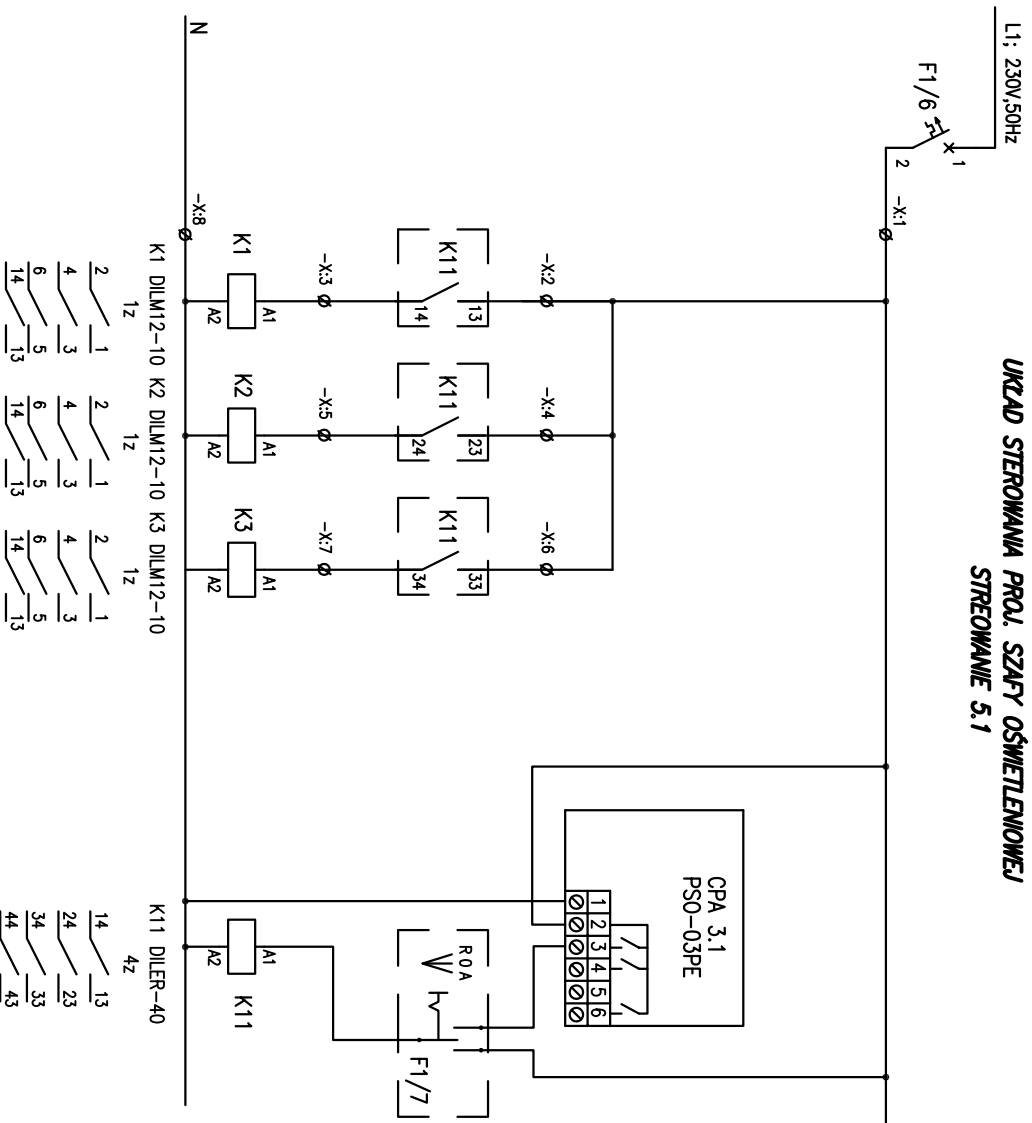 UKŁAD STEROWANIA PROJ. SZAFY OŚWIETLENIOWEJ
STREOWANIE 5.1
L1; 230V,50Hz
F1/6
1
2
-X:1
CPA 3.1
PSO-03PE
1 2 3 4 5 6
-X:2
-X:4
-X:6
K11
13
14
K11
23
24
K11
33
34
R O A
F1/7
-X:3
-X:5
-X:7
K1
A1
A2
K2
A1
A2
K3
A1
A2
A1
A2
K11
N
-X:8
K1 DILM12-10
1z
K2 DILM12-10
1z
K3 DILM12-10
1z
K11 DILER-40
4z
2 1
4 3
6 5
14 13
2 1
4 3
6 5
14 13
2 1
4 3
6 5
14 13
14 13
24 23
34 33
44 43